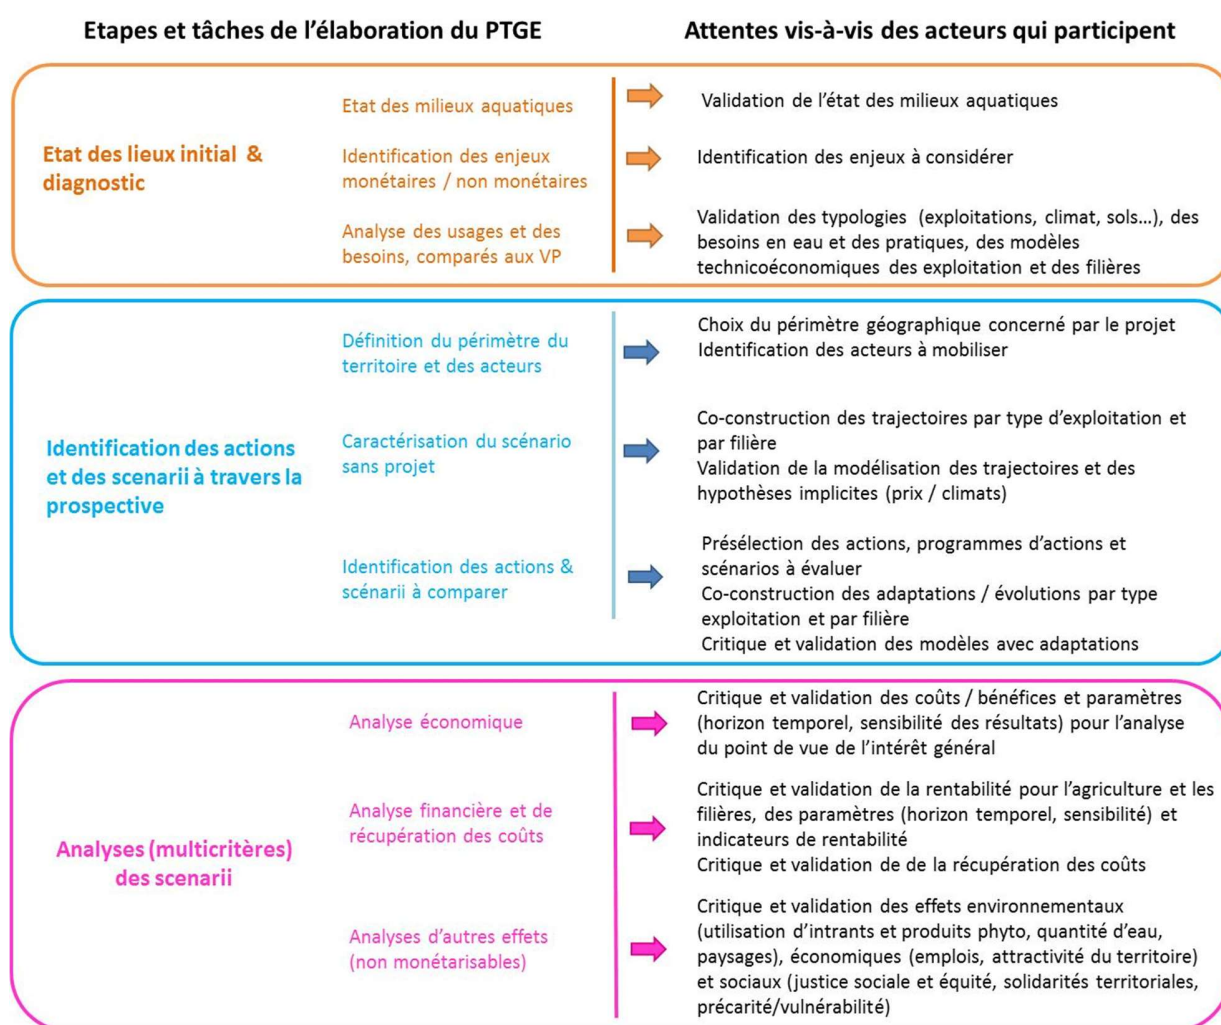 Etapes et tâches de l'élaboration du PTGE
Attentes vis-à-vis des acteurs qui participent
Etat des lieux initial &
diagnostic
Etat des milieux aquatiques
Validation de l'état des milieux aquatiques
Identification des enjeux
monétaires / non monétaires
Identification des enjeux à considérer
Analyse des usages et des
besoins, comparés aux VP
Validation des typologies (exploitations, climat, sols…), des
besoins en eau et des pratiques, des modèles
technicoéconomiques des exploitation et des filières
Identification des actions
et des scenarii à travers la
prospective
Définition du périmètre du
territoire et des acteurs
Choix du périmètre géographique concerné par le projet
Identification des acteurs à mobiliser
Caractérisation du scénario
sans projet
Co-construction des trajectoires par type d'exploitation et
par filière
Validation de la modélisation des trajectoires et des
hypothèses implicites (prix / climats)
Identification des actions &
scénarii à comparer
Présélection des actions, programmes d'actions et
scénarios à évaluer
Co-construction des adaptations / évolutions par type
exploitation et par filière
Critique et validation des modèles avec adaptations
Analyses (multicritères)
des scenarii
Analyse économique
Critique et validation des coûts / bénéfices et paramètres
(horizon temporel, sensibilité des résultats) pour l'analyse
du point de vue de l'intérêt général
Analyse financière et de
récupération des coûts
Critique et validation de la rentabilité pour l'agriculture et les
filières, des paramètres (horizon temporel, sensibilité) et
indicateurs de rentabilité
Critique et validation de de la récupération des coûts
Analyses d'autres effets
(non monétarisables)
Critique et validation des effets environnementaux
(utilisation d'intrants et produits phyto, quantité d'eau,
paysages), économiques (emplois, attractivité du territoire)
et sociaux (justice sociale et équité, solidarités territoriales,
précarité/vulnérabilité)